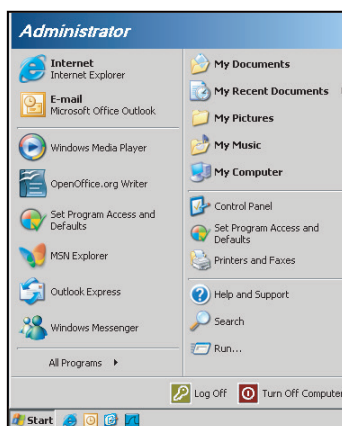 Administrator
Internet
Internet Explorer
E-mail
Microsoft Office Outlook
Windows Media Player
OpenOffice.org Writer
Set Program Access and
Defaults
MSN Explorer
Outlook Express
Windows Messenger
All Programs
My Documents
My Recent Documents
My Pictures
My Music
My Computer
Control Panel
Set Program Access and
Defaults
Printers and Faxes
Help and Support
Search
Run...
Log Off
Turn Off Computer
Start